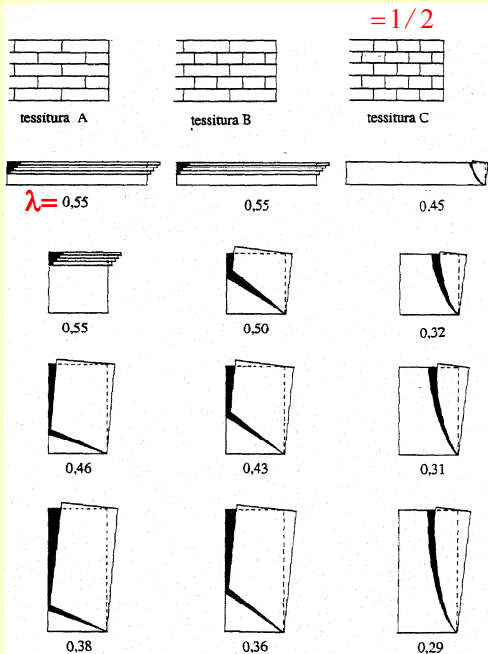 = 1/2
tessitura A tessitura B tessitura C
λ= 0,55 0,55 0.45
0,55 0,50 0,32
0,46 0,43 0,31
0,38 0,36 0,29